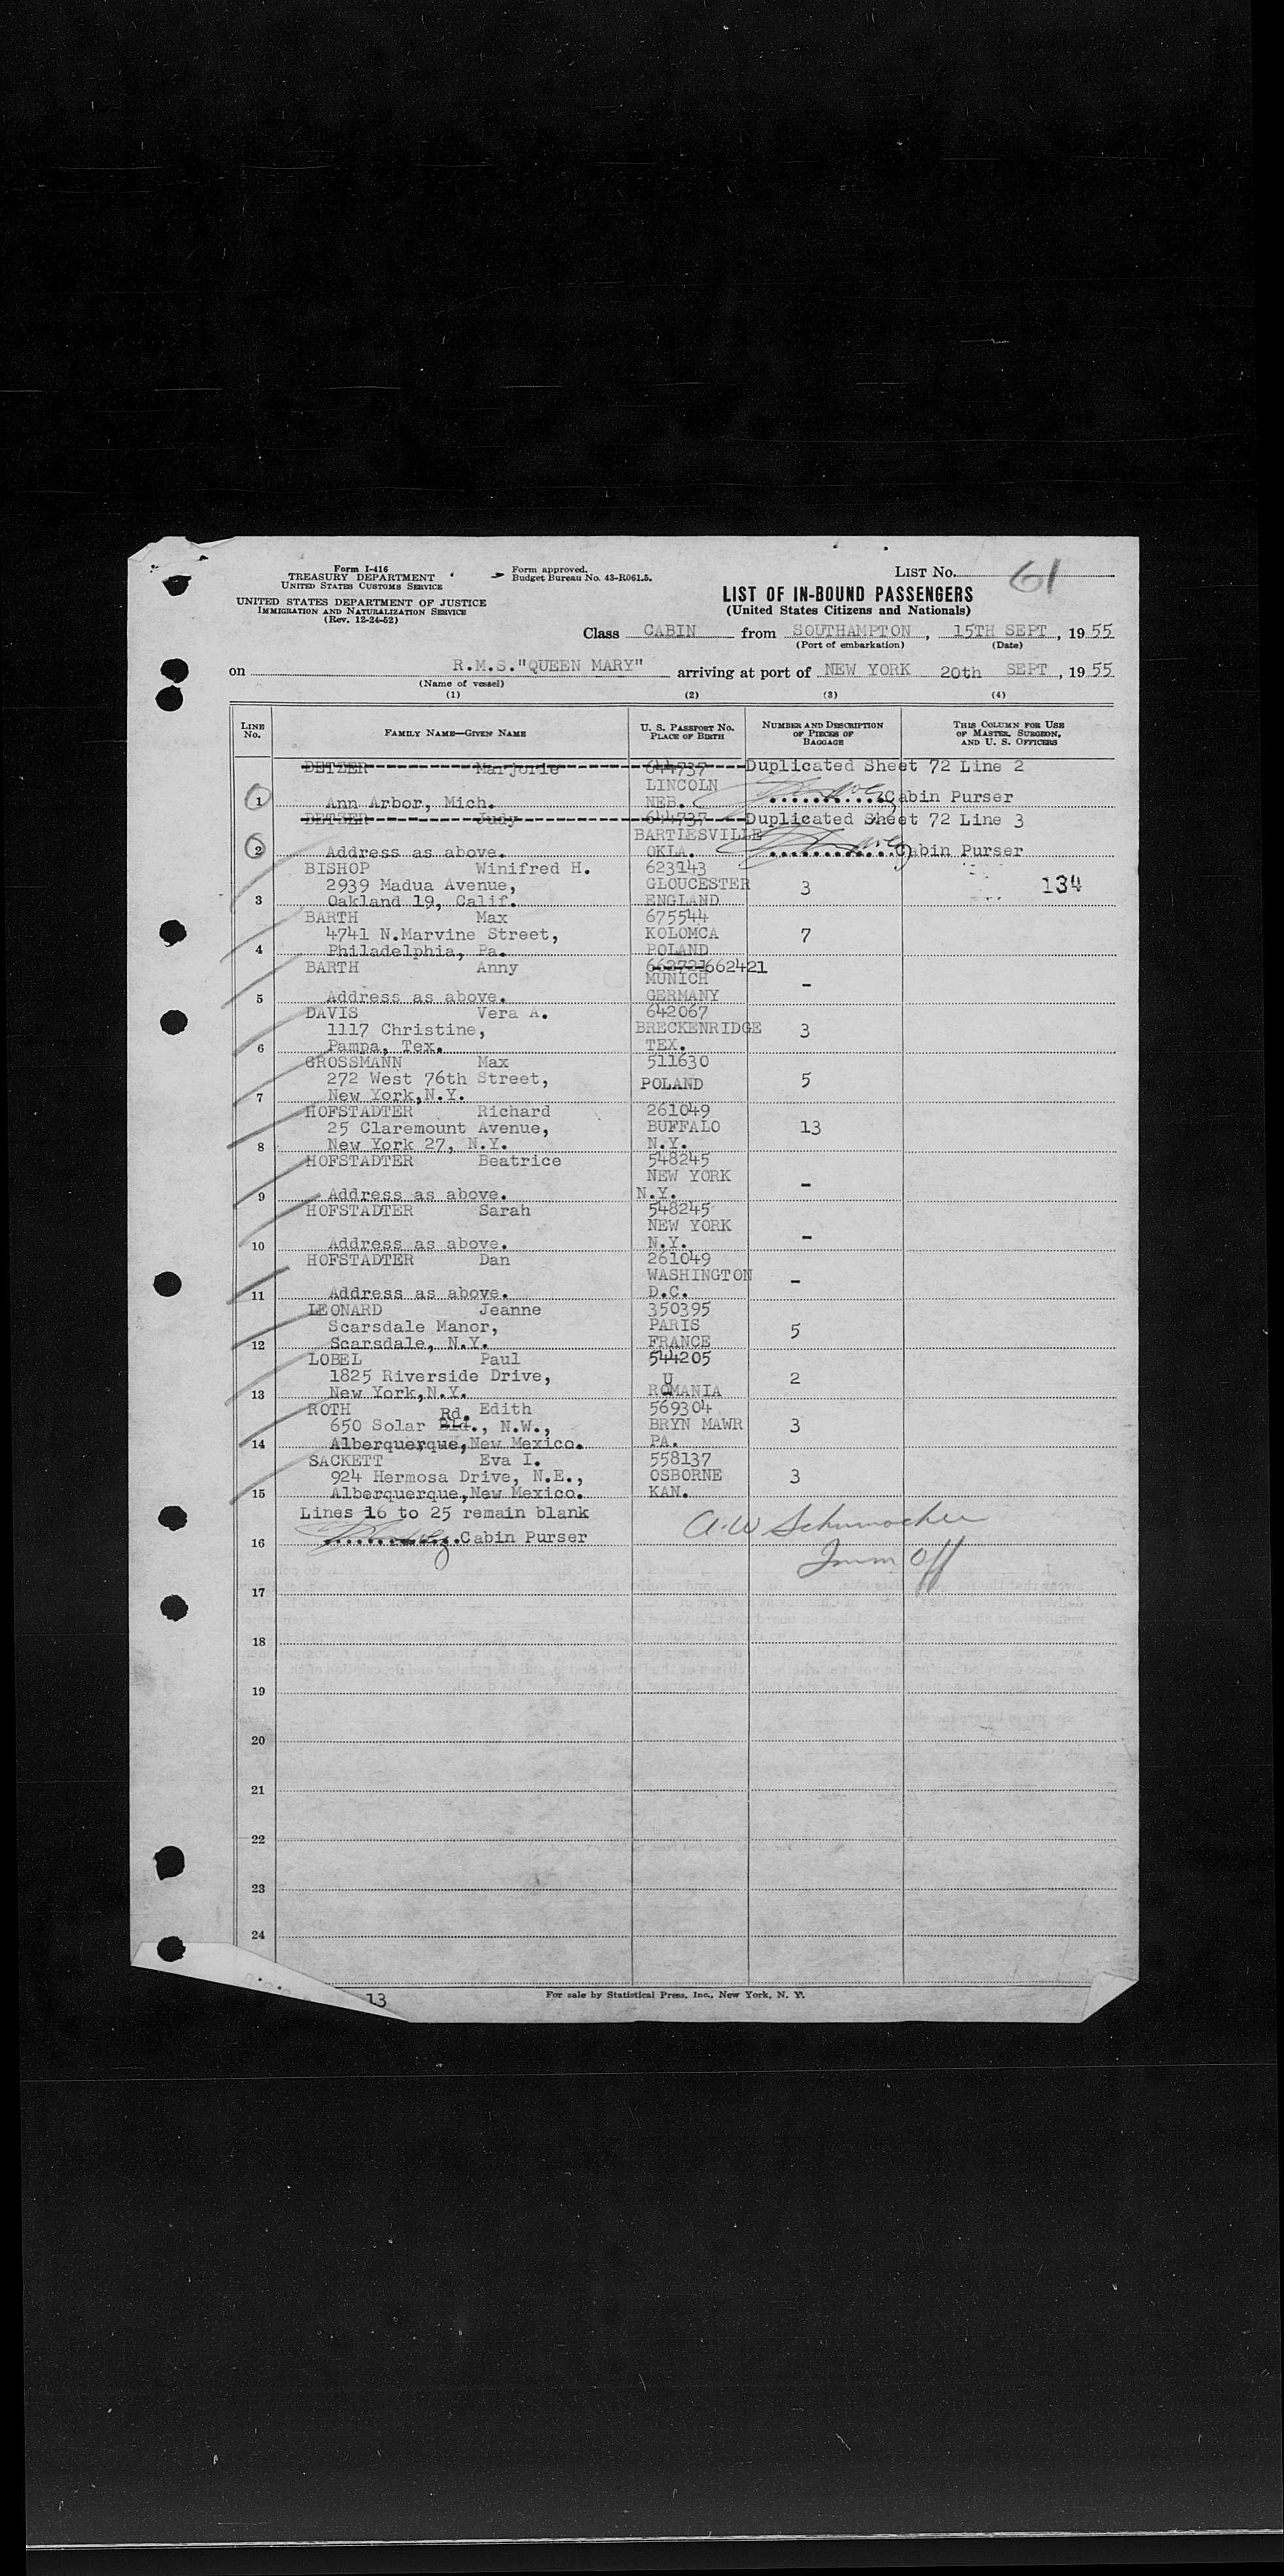 Form I-416
TREASURY DEPARTMENT
UNITED STATES CUSTOMS SERVICE
UNITED STATES DEPARTMENT OF JUSTICE
IMMIGRATION AND NATURALIZATION SERVICE
(Rev. 12-24-52)
Form approved.
Budget Bureau No. 43-R061.5.
LIST No. 61
LIST OF IN-BOUND PASSENGERS
(United States Citizens and Nationals)
Class CABIN from SOUTHAMPTON , 15TH SEPT , 19 55
(Port of embarkation) (Date)
on R.M.S."QUEEN MARY" arriving at port of NEW YORK 20th SEPT , 19 55
(Name of vessel)
(1) (2) (3) (4)
LINE No. FAMILY NAME—GIVEN NAME U. S. PASSPORT NO. PLACE OF BIRTH NUMBER AND DESCRIPTION OF PIECES OF BAGGAGE THIS COLUMN FOR USE OF MASTER, SURGEON, AND U. S. OFFICERS
DETZER Marjorie 644737 Duplicated Sheet 72 Line 2
LINCOLN
1 Ann Arbor, Mich. NEB. Cabin Purser
DETZER Judy 644737 Duplicated Sheet 72 Line 3
BARTIESVILLE
2 Address as above. OKLA. Cabin Purser
BISHOP Winifred H. 623943
2939 Madua Avenue, GLOUCESTER 3 134
3 Oakland 19, Calif. ENGLAND
BARTH Max 675544
4741 N.Marvine Street, KOLOMCA 7
4 Philadelphia, Pa. POLAND
BARTH Anny 662421
MUNICH -
5 Address as above. GERMANY
DAVIS Vera A. 642067
1117 Christine, BRECKENRIDGE 3
6 Pampa, Tex. TEX.
GROSSMANN Max 511630
272 West 76th Street, POLAND 5
7 New York,N.Y.
HOFSTADTER Richard 261049
25 Claremount Avenue, BUFFALO 13
8 New York 27, N.Y. N.Y.
HOFSTADTER Beatrice 548245
NEW YORK -
9 Address as above. N.Y.
HOFSTADTER Sarah 548245
NEW YORK -
10 Address as above. N.Y.
HOFSTADTER Dan 261049
WASHINGTON -
11 Address as above. D.C.
LEONARD Jeanne 350395
Scarsdale Manor, PARIS 5
12 Scarsdale, N.Y. FRANCE
LOBEL Paul 544205
1825 Riverside Drive, U 2
13 New York,N.Y. ROMANIA
ROTH Edith 569304
Rd.
650 Solar Bld., N.W., BRYN MAWR 3
14 Alberquerque,New Mexico. PA.
SACKETT Eva I. 558137
924 Hermosa Drive, N.E., OSBORNE 3
15 Alberquerque,New Mexico. KAN.
Lines 16 to 25 remain blank A.W Schumacher
16 Cabin Purser
Imm Off
17
18
19
20
21
22
23
24
13
For sale by Statistical Press, Inc., New York, N. Y.